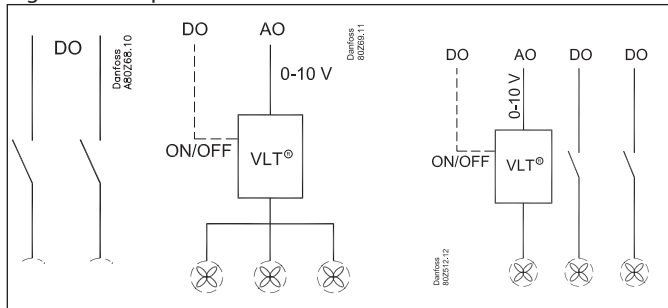 DO
Danfoss
A80Z68.10
DO
AO
0-10 V
ON/OFF
VLT®
Danfoss
80Z69.11
DO
AO
DO
DO
0-10 V
ON/OFF
VLT®
Danfoss
80Z512.12